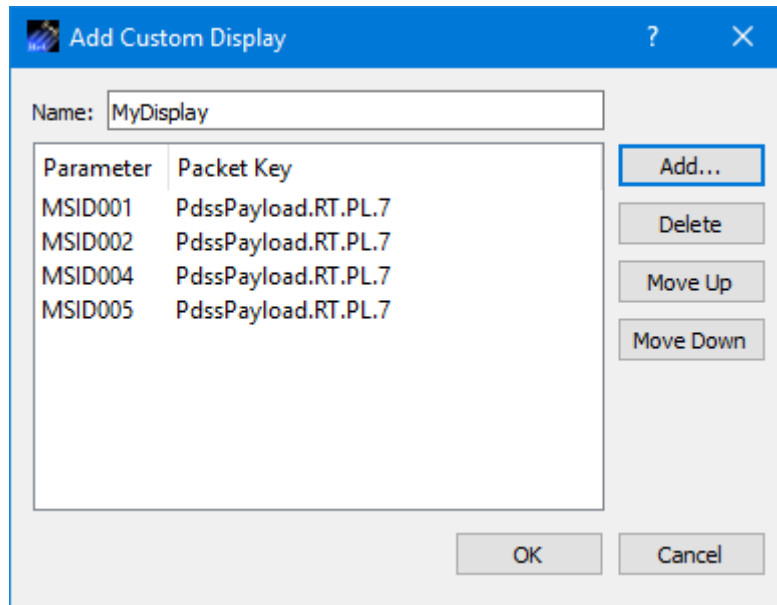 Add Custom Display ? ✕
Name: MyDisplay
Parameter Packet Key
MSID001 PdssPayload.RT.PL.7
MSID002 PdssPayload.RT.PL.7
MSID004 PdssPayload.RT.PL.7
MSID005 PdssPayload.RT.PL.7
Add...
Delete
Move Up
Move Down
OK Cancel